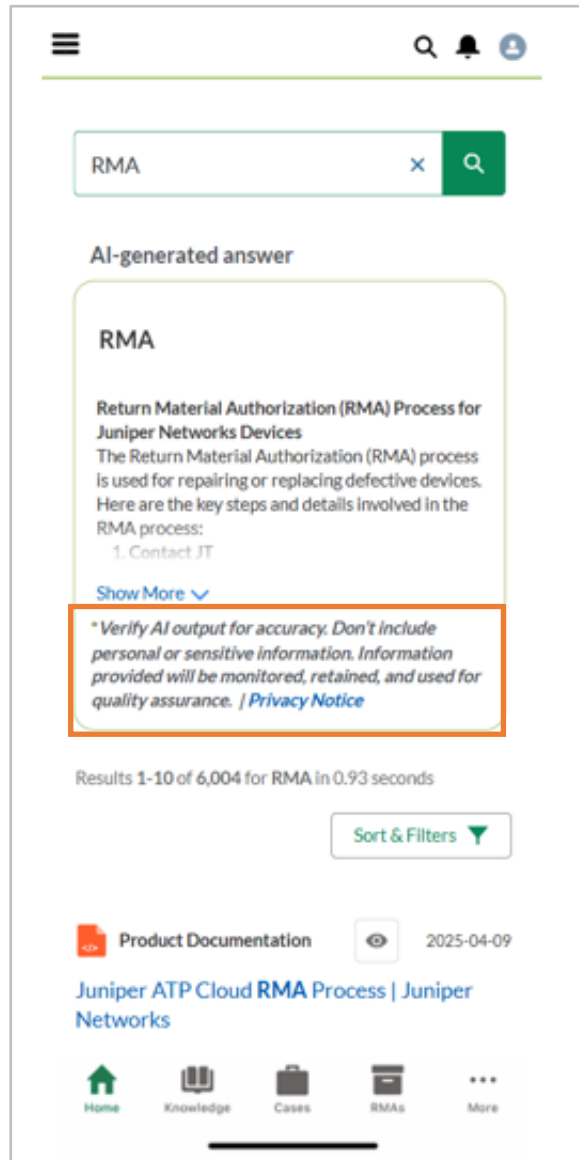 RMA
AI-generated answer
RMA
Return Material Authorization (RMA) Process for
Juniper Networks Devices
The Return Material Authorization (RMA) process
is used for repairing or replacing defective devices.
Here are the key steps and details involved in the
RMA process:
1. Contact JT
Show More
*Verify AI output for accuracy. Don't include
personal or sensitive information. Information
provided will be monitored, retained, and used for
quality assurance. | Privacy Notice
Results 1-10 of 6,004 for RMA in 0.93 seconds
Sort & Filters
Product Documentation 2025-04-09
Juniper ATP Cloud RMA Process | Juniper
Networks
Home Knowledge Cases RMAs More